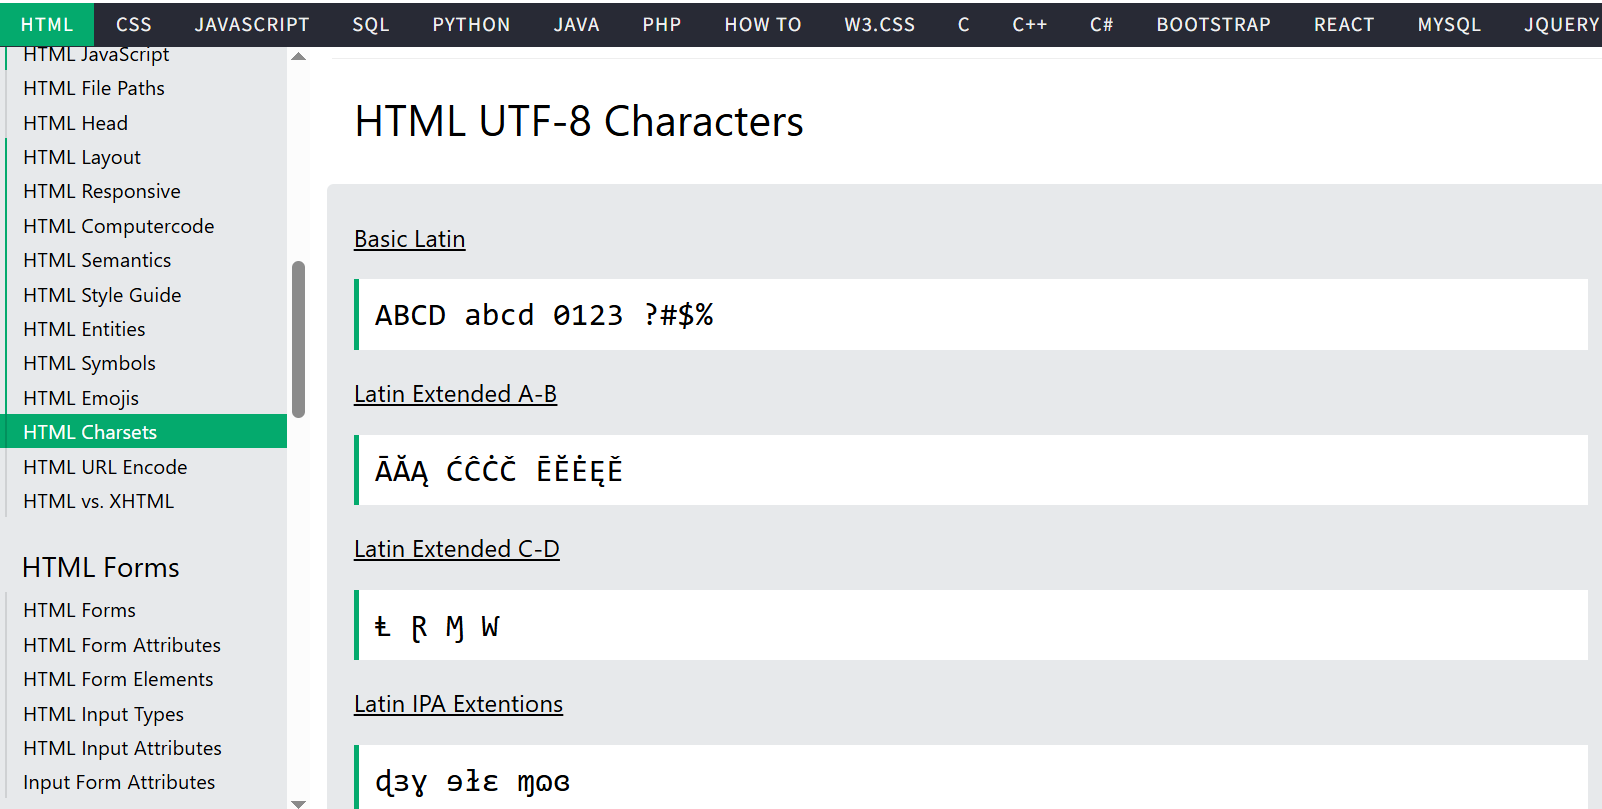 HTML CSS JAVASCRIPT SQL PYTHON JAVA PHP HOW TO W3.CSS C C++ C# BOOTSTRAP REACT MYSQL JQUERY
HTML JavaScript
HTML File Paths
HTML Head
HTML Layout
HTML Responsive
HTML Computercode
HTML Semantics
HTML Style Guide
HTML Entities
HTML Symbols
HTML Emojis
HTML Charsets
HTML URL Encode
HTML vs. XHTML
HTML Forms
HTML Forms
HTML Form Attributes
HTML Form Elements
HTML Input Types
HTML Input Attributes
Input Form Attributes
HTML UTF-8 Characters
Basic Latin
ABCD abcd 0123 ?#$%
Latin Extended A-B
ĀĂĄ ĆĈĊČ ĒĔĖĘĚ
Latin Extended C-D
Ⱡ Ɽ Ɱ Ⱳ
Latin IPA Extentions
ɖɜɣ ɘɫɛ ɱɷɞ